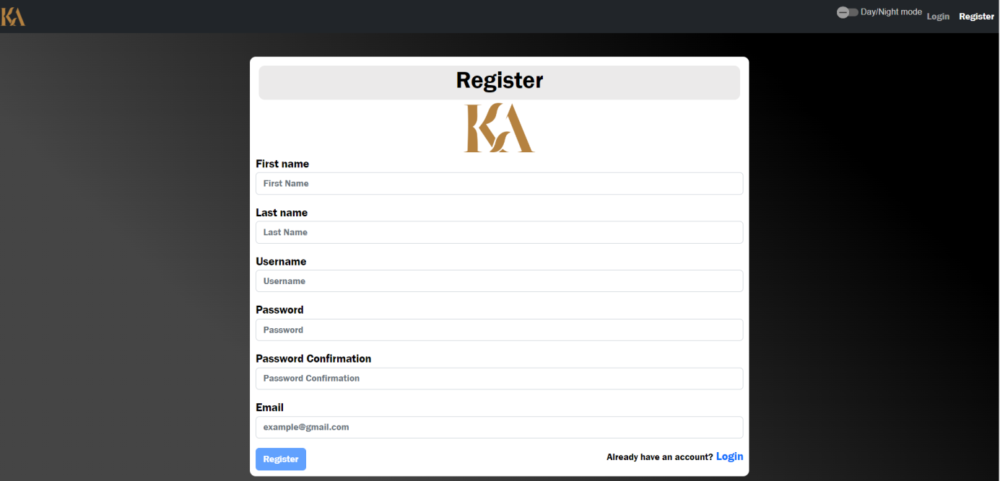 KA
Day/Night mode Login Register
Register
KA
First name
First Name
Last name
Last Name
Username
Username
Password
Password
Password Confirmation
Password Confirmation
Email
example@gmail.com
Register Already have an account? Login